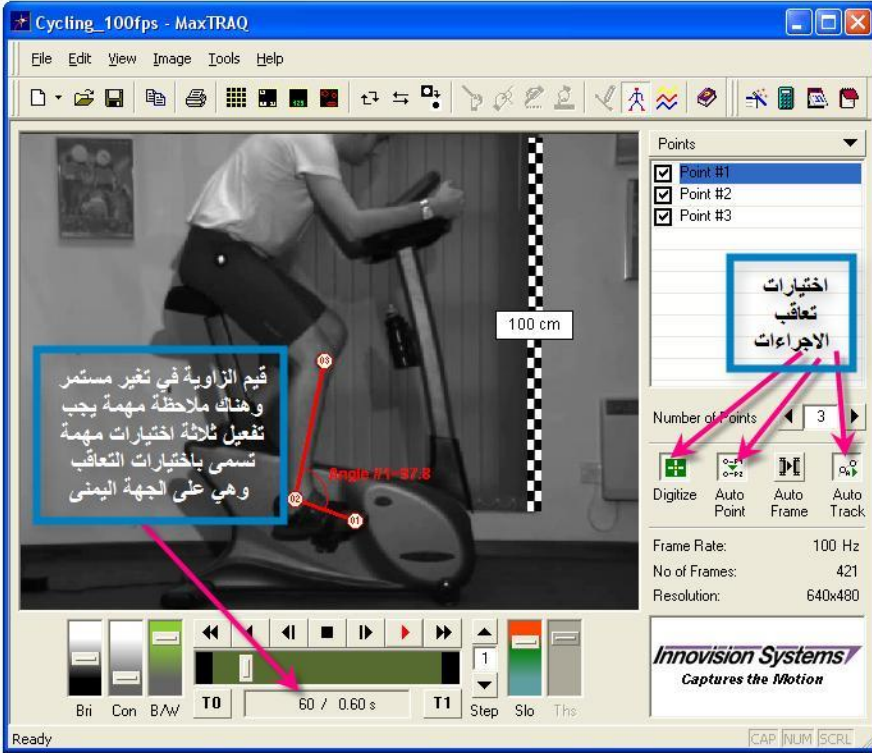 Cycling_100fps - MaxTRAQ
File Edit View Image Tools Help
Points
Point #1
Point #2
Point #3
اختيارات
تعاقب
الاجراءات
100 cm
قيم الزاوية في تغير مستمر
وهناك ملاحظة مهمة يجب
تفعيل ثلاثة اختيارات مهمة
تسمى باختيارات التعاقب
وهي على الجهة اليمنى
03
Angle #1=87.8
02
01
Number of Points 3
Digitize Auto Point Auto Frame Auto Track
Frame Rate: 100 Hz
No of Frames: 421
Resolution: 640x480
Innovision Systems
Captures the Motion
1
T0 60 / 0.60 s T1
Bri Con B/W Step Slo Ths
Ready CAP NUM SCRL